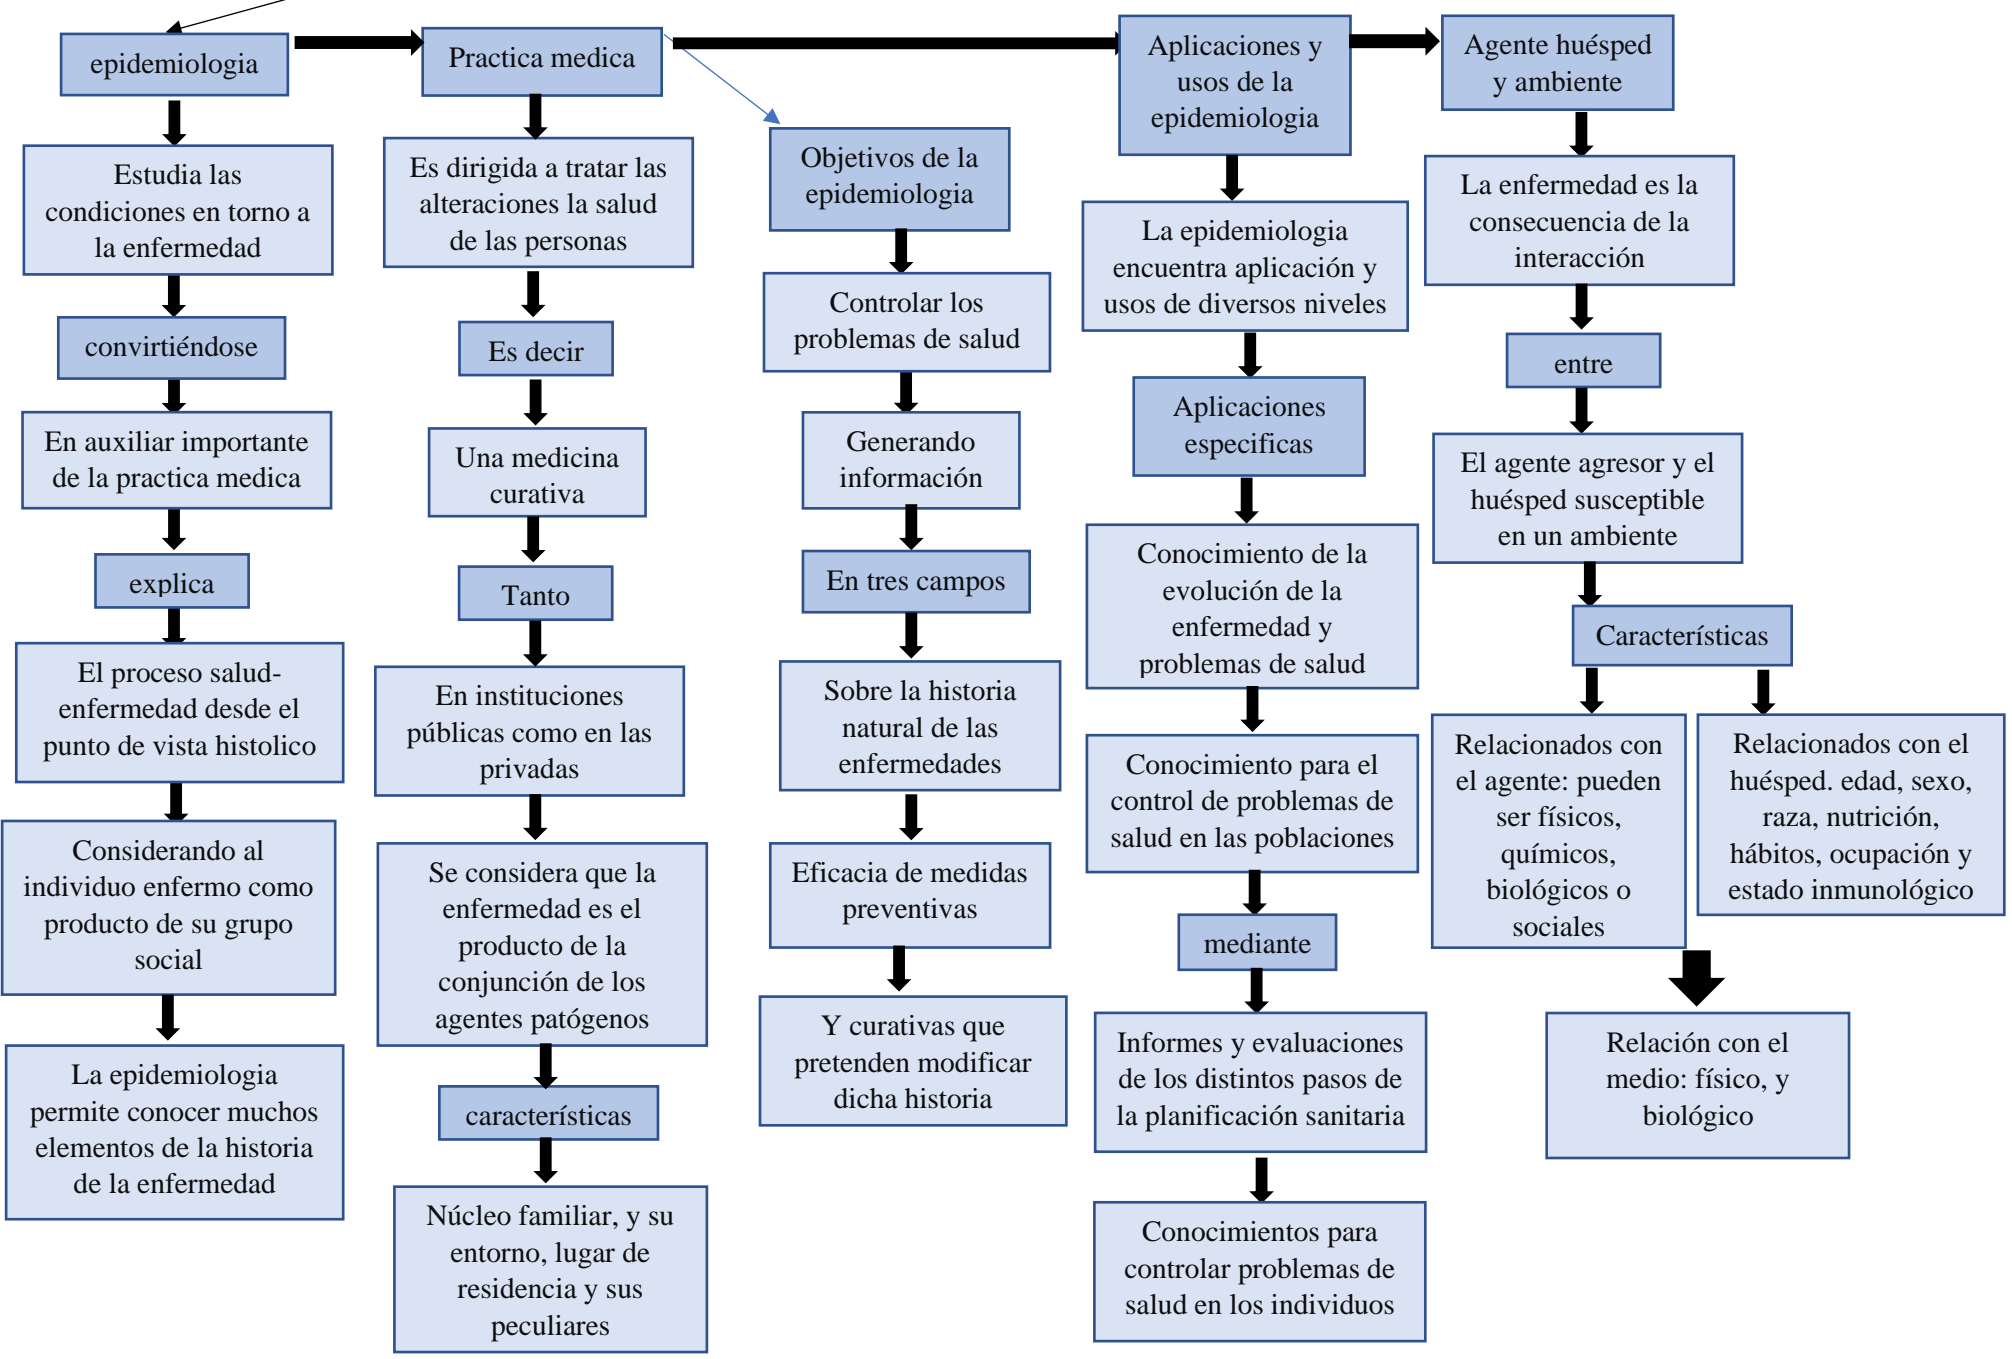 epidemiologia
Estudia las
condiciones en torno a
la enfermedad
convirtiéndose
En auxiliar importante
de la practica medica
explica
El proceso salud-
enfermedad desde el
punto de vista histolico
Considerando al
individuo enfermo como
producto de su grupo
social
La epidemiologia
permite conocer muchos
elementos de la historia
de la enfermedad
Practica medica
Es dirigida a tratar las
alteraciones la salud
de las personas
Es decir
Una medicina
curativa
Tanto
En instituciones
públicas como en las
privadas
Se considera que la
enfermedad es el
producto de la
conjunción de los
agentes patógenos
características
Núcleo familiar, y su
entorno, lugar de
residencia y sus
peculiares
Objetivos de la
epidemiologia
Controlar los
problemas de salud
Generando
información
En tres campos
Sobre la historia
natural de las
enfermedades
Eficacia de medidas
preventivas
Y curativas que
pretenden modificar
dicha historia
Aplicaciones y
usos de la
epidemiologia
La epidemiologia
encuentra aplicación y
usos de diversos niveles
Aplicaciones
especificas
Conocimiento de la
evolución de la
enfermedad y
problemas de salud
Conocimiento para el
control de problemas de
salud en las poblaciones
mediante
Informes y evaluaciones
de los distintos pasos de
la planificación sanitaria
Conocimientos para
controlar problemas de
salud en los individuos
Agente huésped
y ambiente
La enfermedad es la
consecuencia de la
interacción
entre
El agente agresor y el
huésped susceptible
en un ambiente
Características
Relacionados con
el agente: pueden
ser físicos,
químicos,
biológicos o
sociales
Relacionados con el
huésped. edad, sexo,
raza, nutrición,
hábitos, ocupación y
estado inmunológico
Relación con el
medio: físico, y
biológico